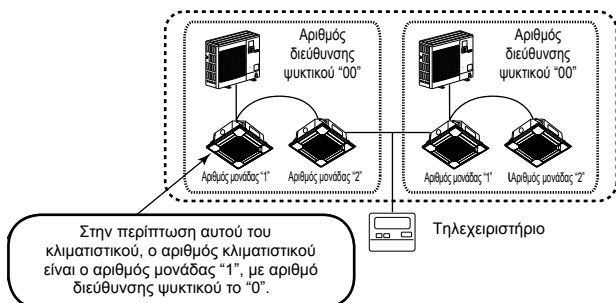 Αριθμός
διεύθυνσης
ψυκτικού “00”
Αριθμός
διεύθυνσης
ψυκτικού “00”
Αριθμός μονάδας “1”
Αριθμός μονάδας “2”
Αριθμός μονάδας “1”
\Αριθμός μονάδας “2”
Τηλεχειριστήριο
Στην περίπτωση αυτού του
κλιματιστικού, ο αριθμός κλιματιστικού
είναι ο αριθμός μονάδας “1”, με αριθμό
διεύθυνσης ψυκτικού το “0”.